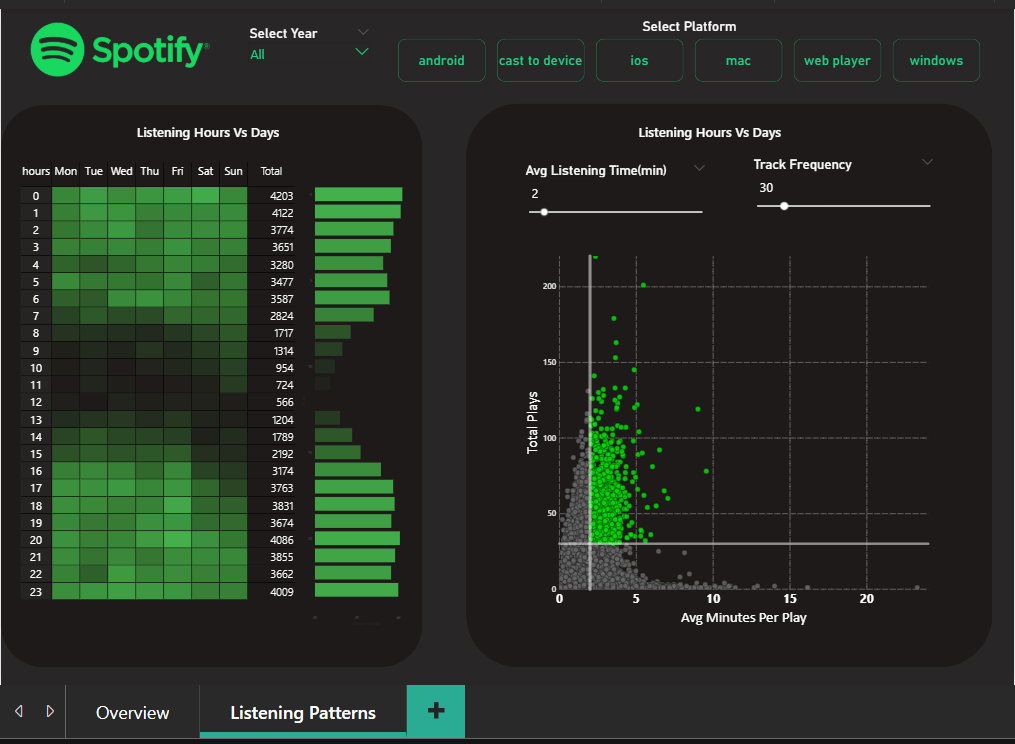 Spotify®
Select Year
All
Select Platform
android
cast to device
ios
mac
web player
windows
Listening Hours Vs Days
hours Mon Tue Wed Thu Fri Sat Sun Total
0 4203
1 4122
2 3774
3 3651
4 3280
5 3477
6 3587
7 2824
8 1717
9 1314
10 954
11 724
12 566
13 1204
14 1789
15 2192
16 3174
17 3763
18 3831
19 3674
20 4086
21 3855
22 3662
23 4009
Listening Hours Vs Days
Avg Listening Time(min)
2
Track Frequency
30
Total Plays
200
150
100
50
0
0 5 10 15 20
Avg Minutes Per Play
Overview
Listening Patterns
+